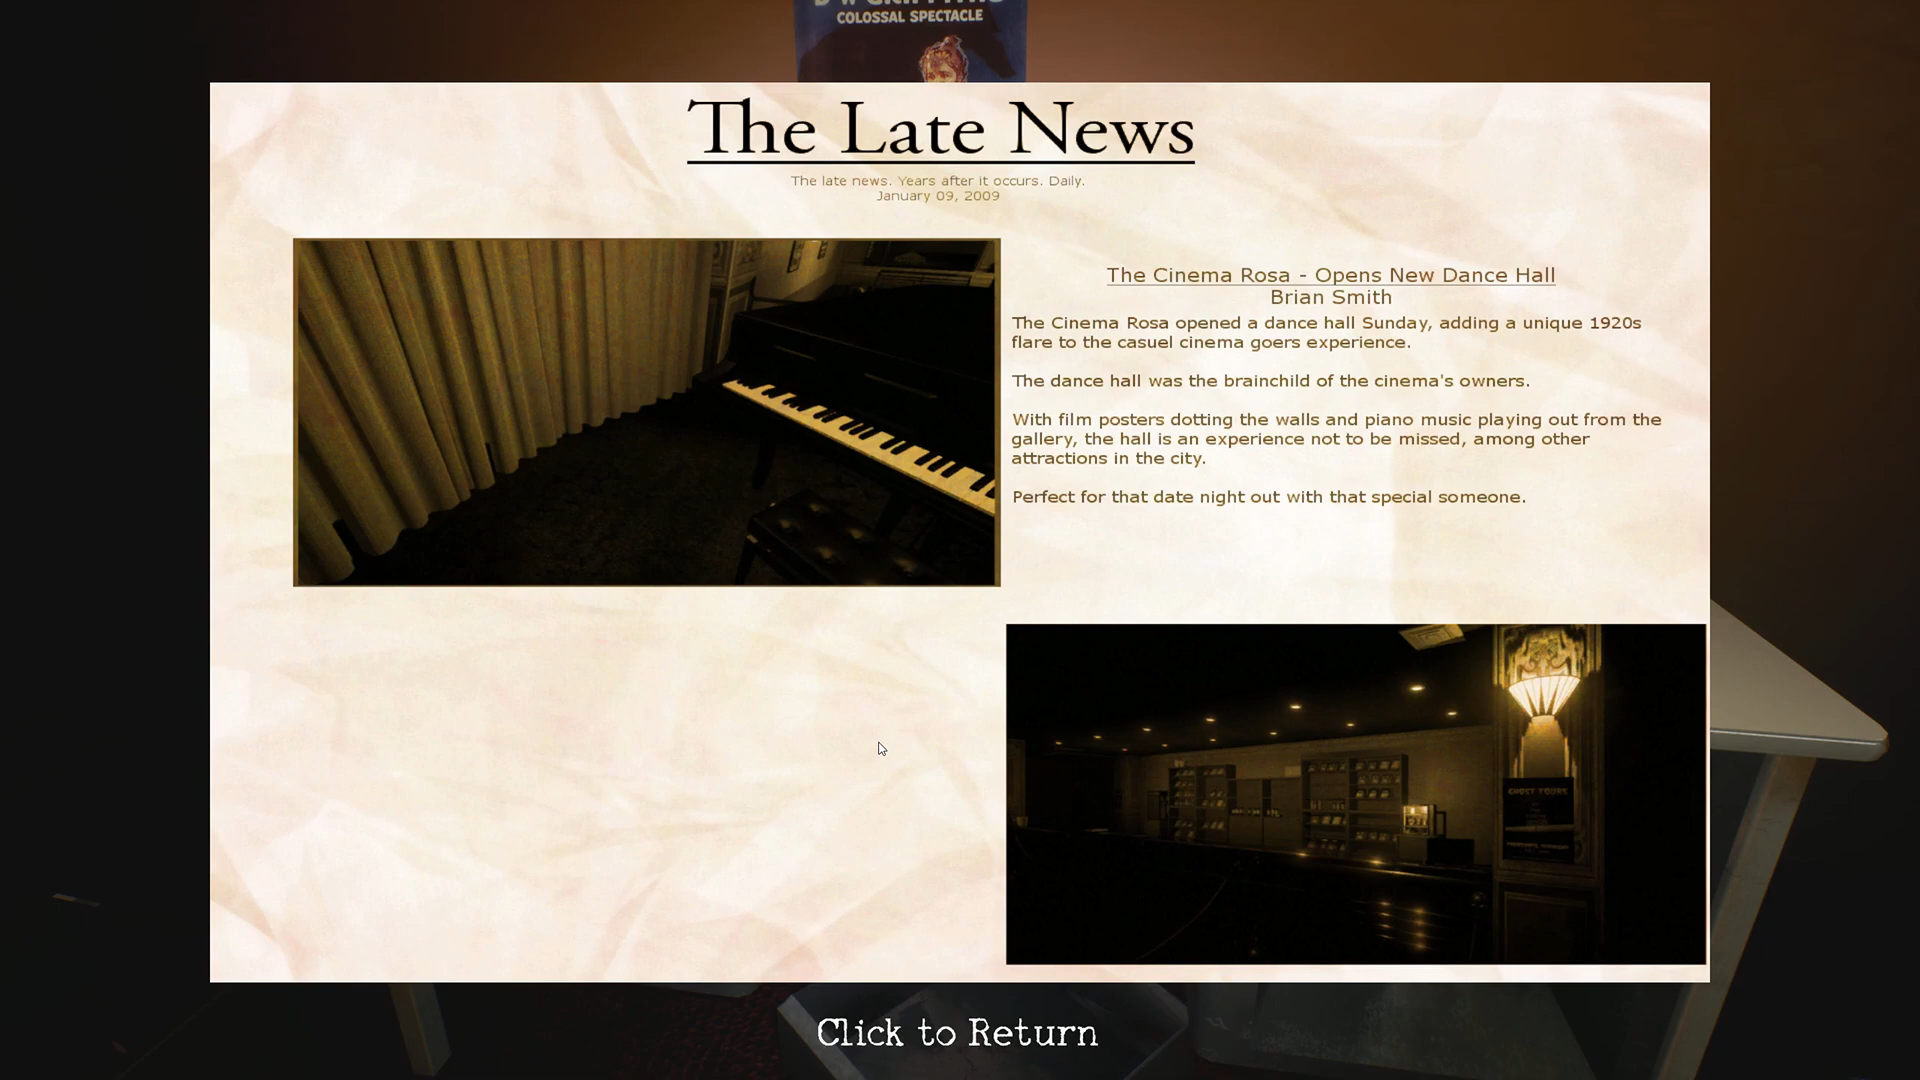 COLOSSAL SPECTACLE
The Late News
The late news. Years after it occurs. Daily.
January 09, 2009
The Cinema Rosa - Opens New Dance Hall
Brian Smith
The Cinema Rosa opened a dance hall Sunday, adding a unique 1920s
flare to the casuel cinema goers experience.
The dance hall was the brainchild of the cinema's owners.
With film posters dotting the walls and piano music playing out from the
gallery, the hall is an experience not to be missed, among other
attractions in the city.
Perfect for that date night out with that special someone.
GHOST TOURS
Click to Return